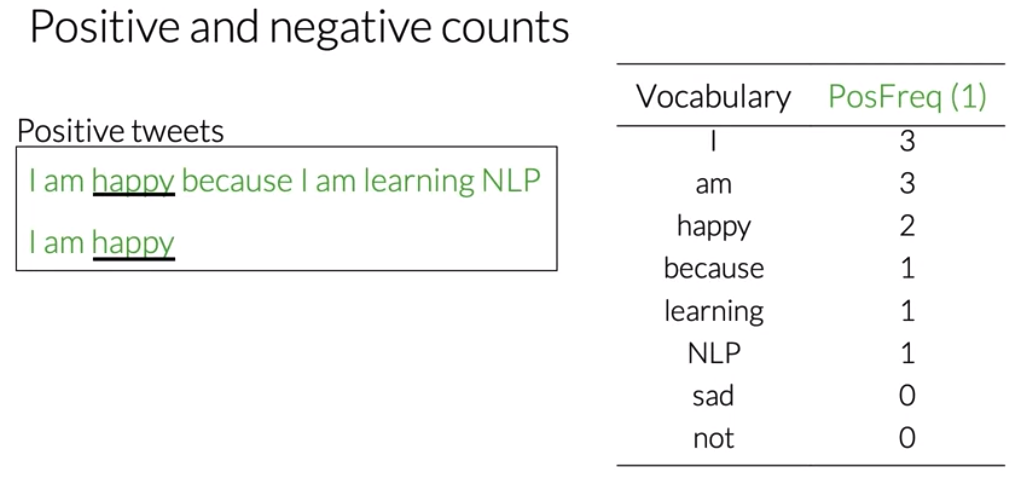 Positive and negative counts
Positive tweets
I am happy because I am learning NLP
I am happy
Vocabulary PosFreq (1)
I 3
am 3
happy 2
because 1
learning 1
NLP 1
sad 0
not 0